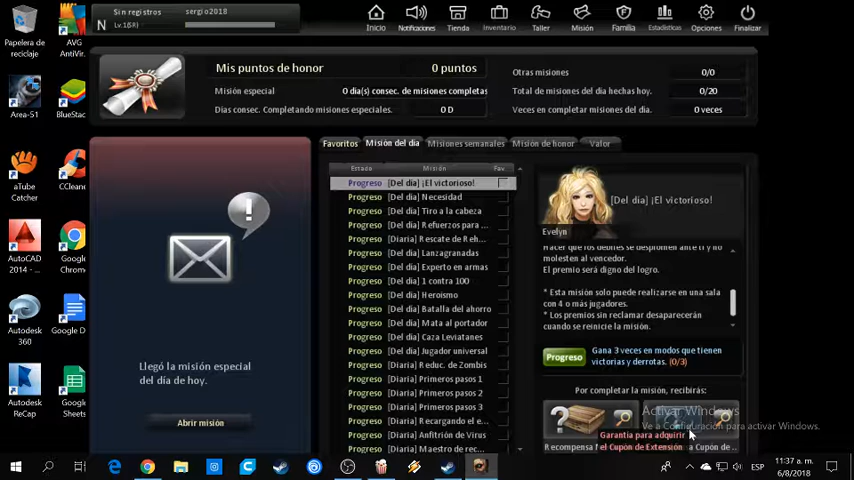 Sin registros
sergio2018
N Lv.1(SR)
Inicio
Notificaciones
Tienda
Inventario
Taller
Misión
Familia
Estadísticas
Opciones
Finalizar
Mis puntos de honor 0 puntos
Misión especial 0 día(s) consec. de misiones completas
Dias consec. Completando misiones especiales. 0 D
Otras misiones 0/0
Total de misiones del día hechas hoy. 0/20
Veces en completar misiones del día. 0 veces
Favoritos
Misión del día
Misiones semanales
Misión de honor
Valor
Estado Misión Fav.
Progreso [Del día] ¡El victorioso!
Progreso [Del día] Necesidad
Progreso [Del día] Tiro a la cabeza
Progreso [Del día] Refuerzos para ...
Progreso [Diaria] Rescate de Reh...
Progreso [Del día] Lanzagranadas
Progreso [Del día] Experto en armas
Progreso [Del día] 1 contra 100
Progreso [Del día] Heroismo
Progreso [Del día] Batalla del ahorro
Progreso [Del día] Mata al portador
Progreso [Del día] Caza Leviatanes
Progreso [Del día] Jugador universal
Progreso [Diaria] Reduc. de Zombis
Progreso [Diaria] Primeros pasos 1
Progreso [Diaria] Primeros pasos 2
Progreso [Diaria] Primeros pasos 3
Progreso [Diaria] Recargando el e...
Progreso [Diaria] Anfitrión de Virus
Progreso [Diaria] Maestro de rec...
!
Llegó la misión especial
del día de hoy.
Abrir misión
[Del día] ¡El victorioso!
Evelyn
Hacer que los débiles se desplomen ante ti y no
molesten al vencedor.
El premio será digno del logro.
* Esta misión solo puede realizarse en una sala
con 4 o más jugadores.
* Los premios sin reclamar desaparecerán
cuando se reinicie la misión.
Progreso
Gana 3 veces en modos que tienen
victorias y derrotas. (0/3)
Por completar la misión, recibirás:
?
Activar Windows
Ve a Configuración para activar Windows.
Garantía para adquirir
el Cupón de Extensión
Recompensa
a Cupón de ...
Papelera de
reciclaje
AVG
AntiVir...
Area-51
BlueStac...
aTube
Catcher
CCleane...
AutoCAD
2014 - ...
Google
Chrome
Autodesk
360
Google D...
Autodesk
ReCap
Google
Sheets
ESP
11:37 a. m.
6/8/2018